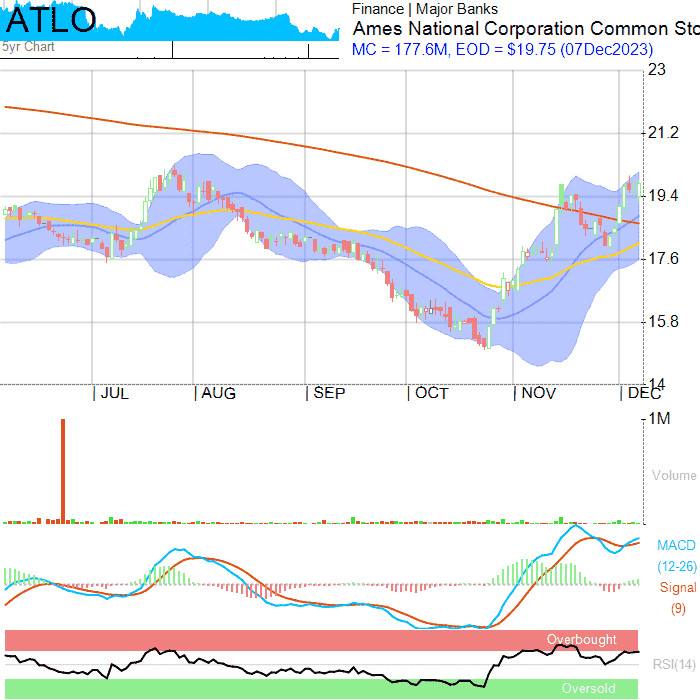 ATLO
5yr Chart
Finance | Major Banks
Ames National Corporation Common Sto
MC = 177.6M, EOD = $19.75 (07Dec2023)
23
21.2
19.4
17.6
15.8
14
JUL AUG SEP OCT NOV DEC
1M
Volume
MACD
(12-26)
Signal
(9)
Overbought
RSI(14)
Oversold